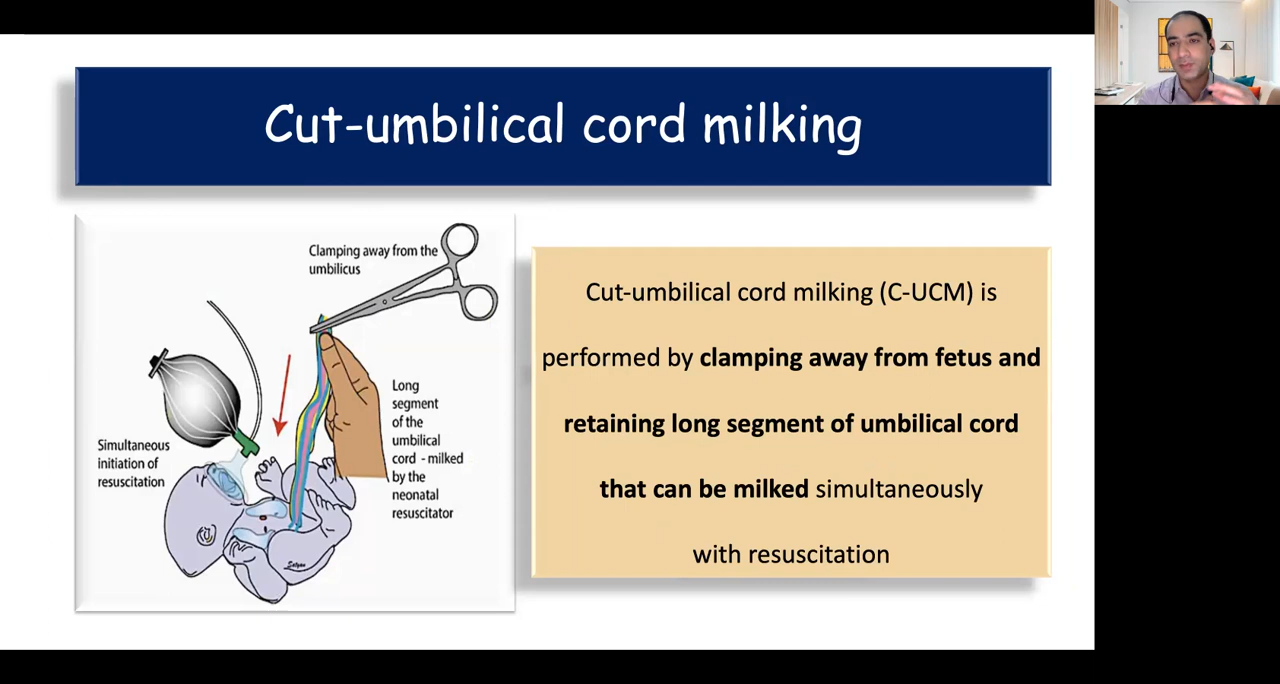 Cut-umbilical cord milking
Clamping away from the
umbilicus
Long
segment
of the
umbilical
cord - milked
by the
neonatal
resuscitator
Simultaneous
initiation of
resuscitation
Satyan
Cut-umbilical cord milking (C-UCM) is
performed by clamping away from fetus and
retaining long segment of umbilical cord
that can be milked simultaneously
with resuscitation